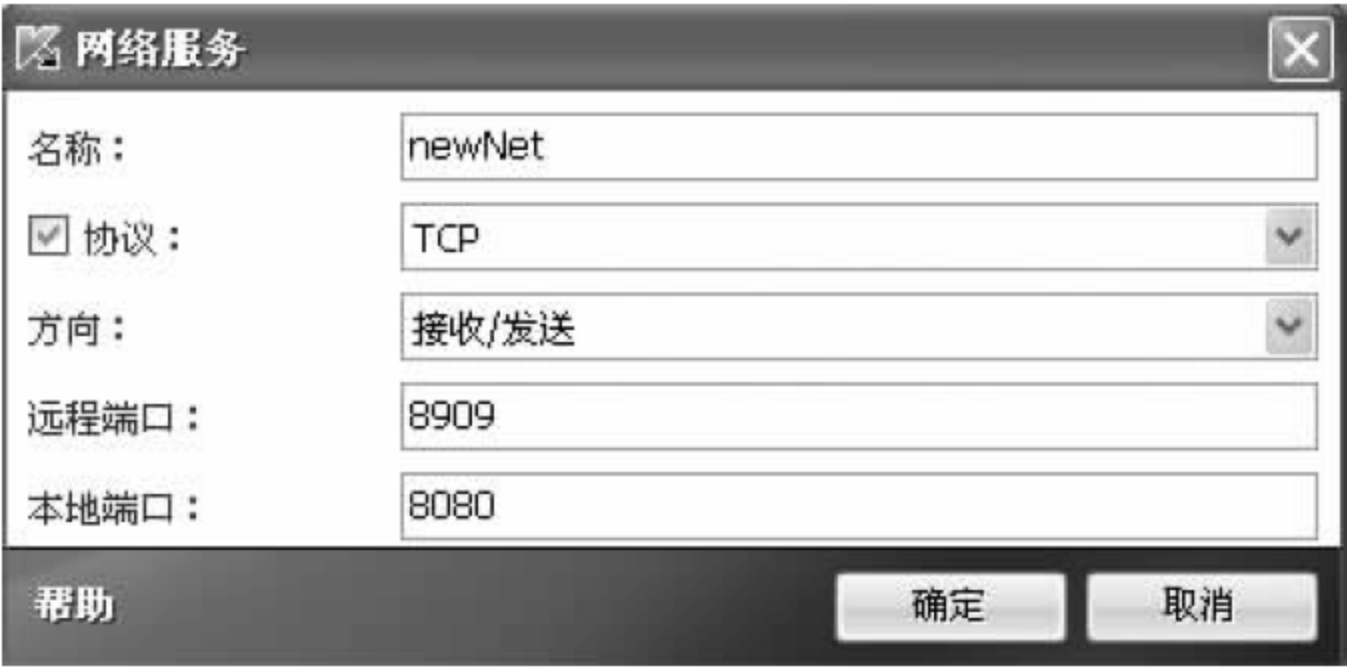 网络服务
名称： newNet
协议： TCP
方向： 接收/发送
远程端口： 8909
本地端口： 8080
帮助 确定 取消